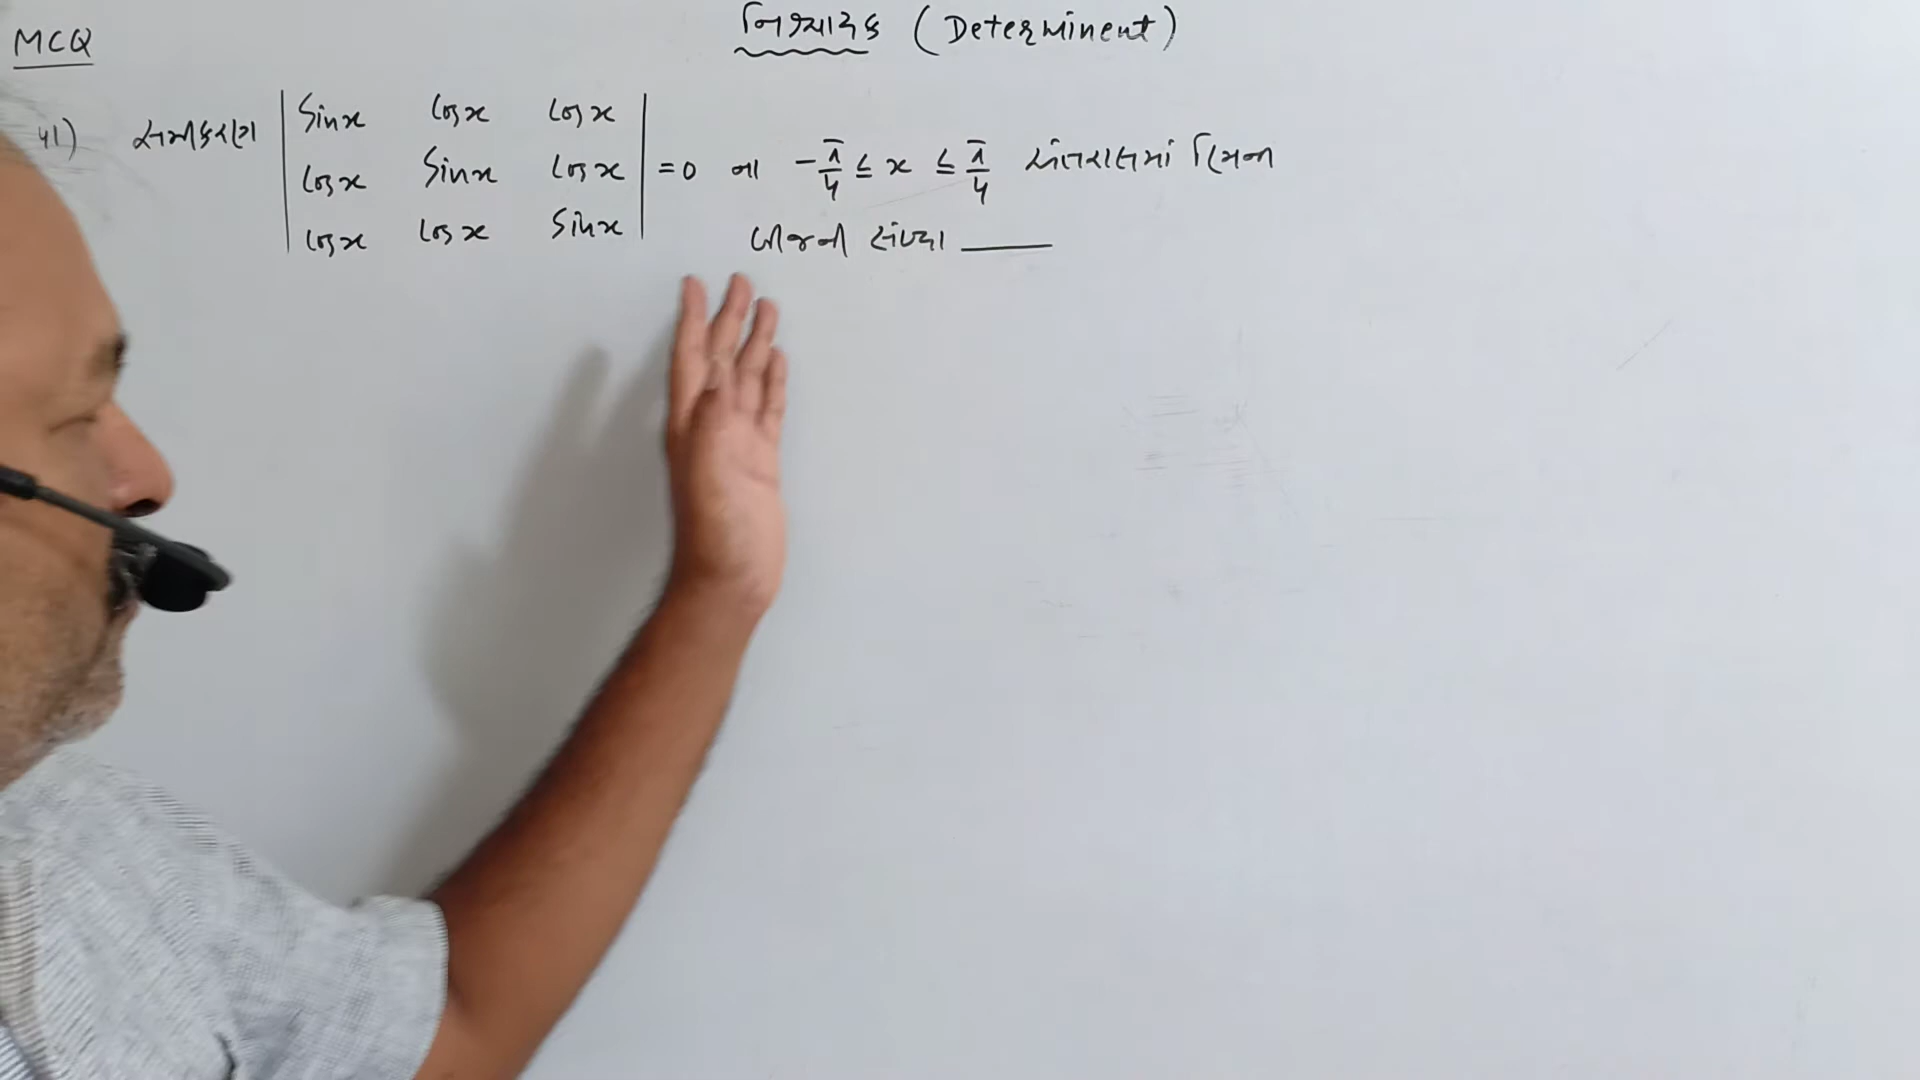 MCQ
નિશ્ચાયક (Determinent)
41) સમીકરણ | Sinx cosx cosx |
| cosx Sinx cosx | = 0 ના -π/4 ≤ x ≤ π/4 અંતરાલમાં ભિન્ન
| cosx cosx Sinx | બીજની સંખ્યા ____